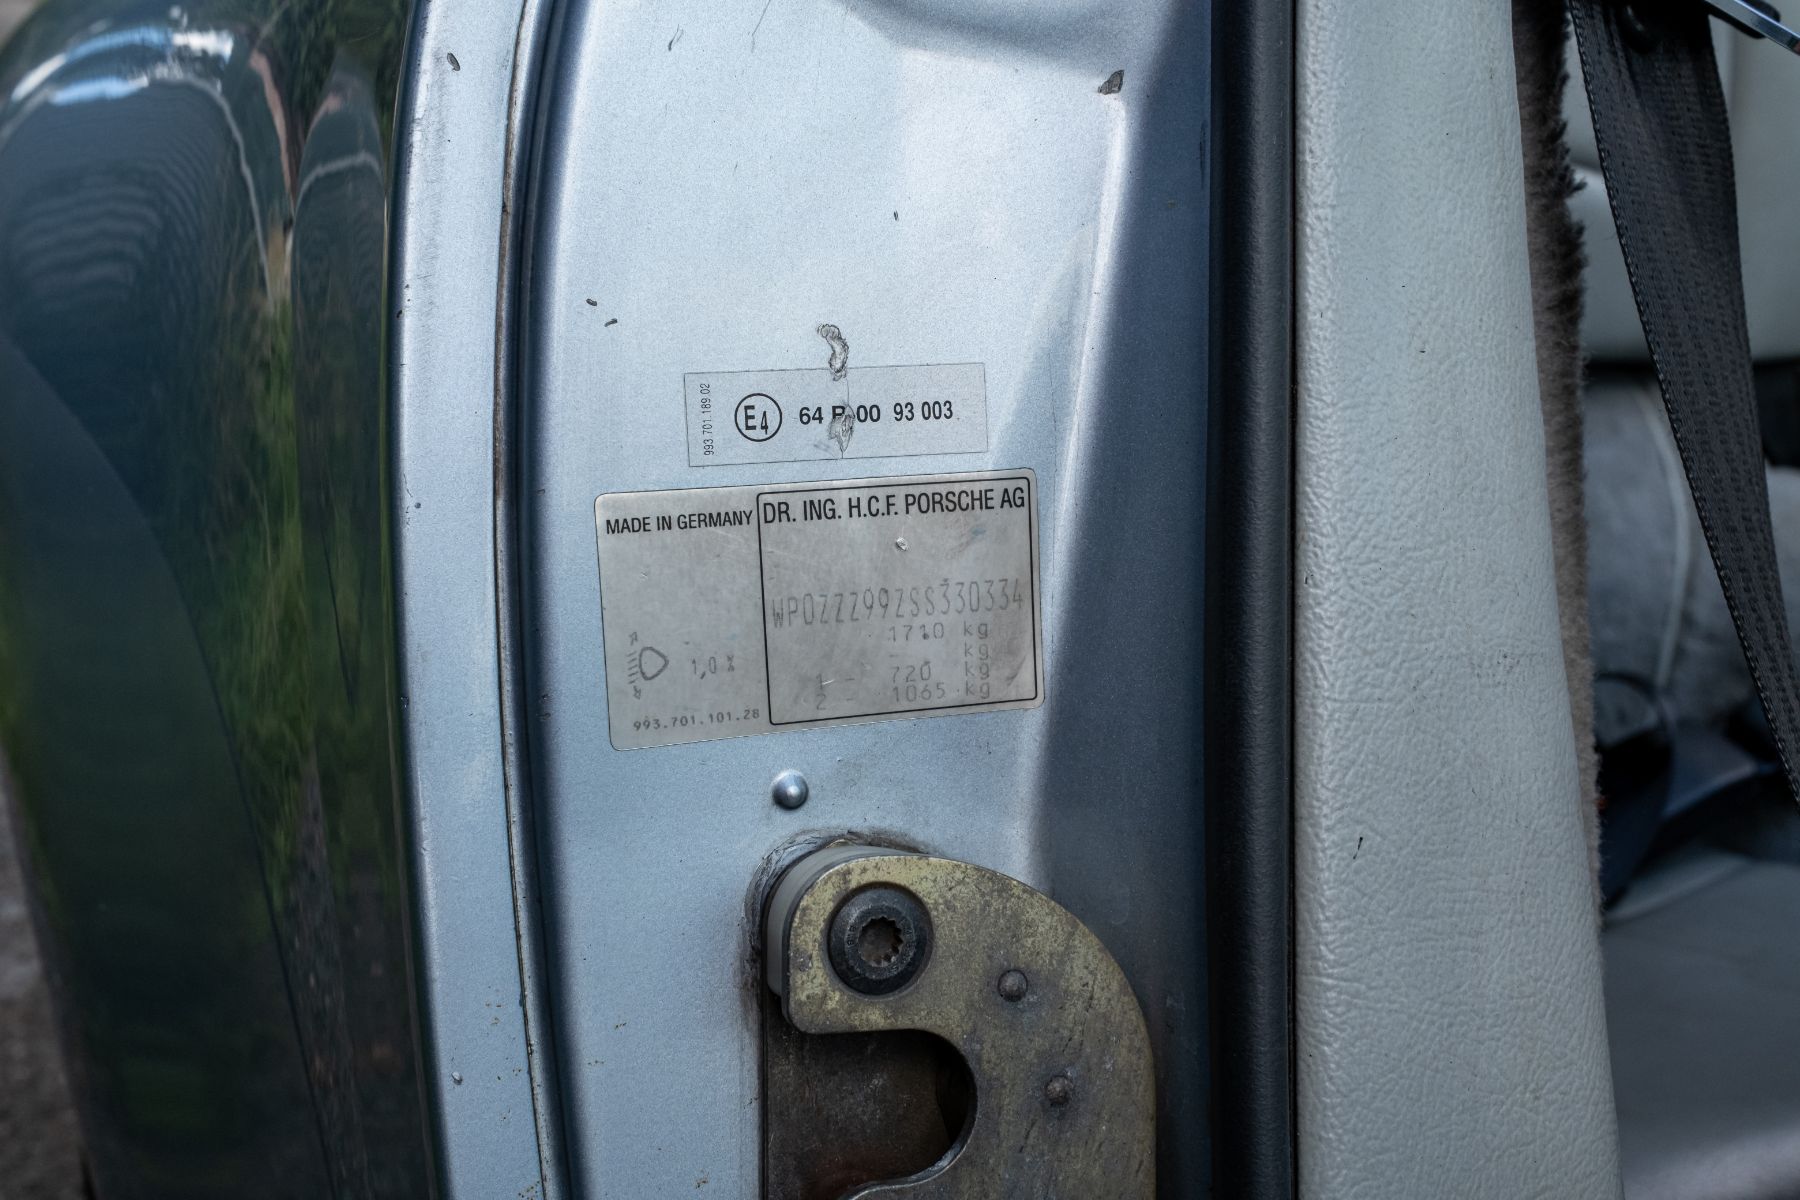 993 701.189.02
E4 64 R-00 93 003
MADE IN GERMANY
DR. ING. H.C.F. PORSCHE AG
WP0ZZZ99ZSS330334
1710 kg
- kg
1 - 720 kg
2 - 1065 kg
1,0 %
993.701.101.28